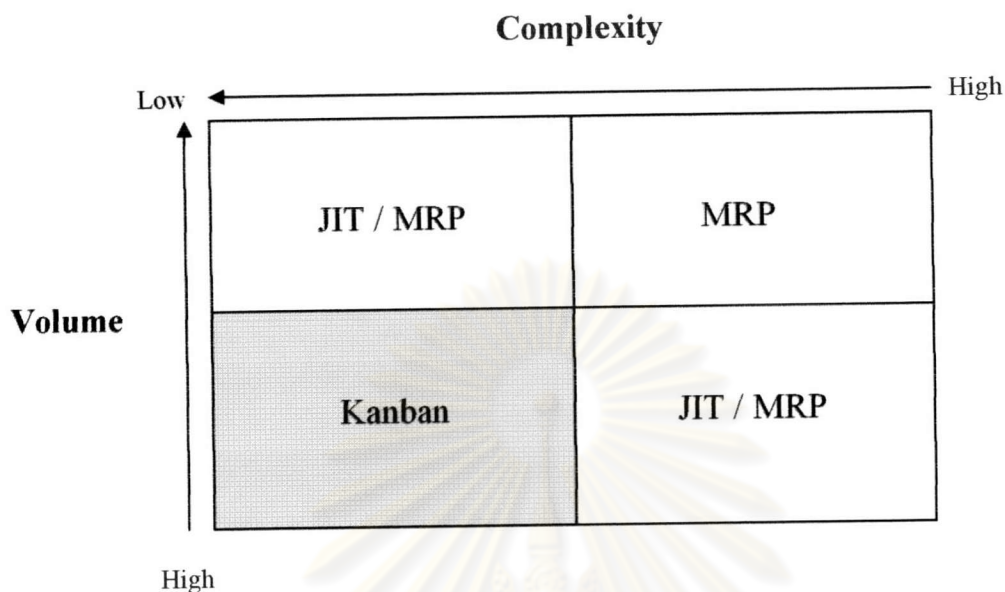 Complexity
Low High
JIT / MRP MRP
Volume
Kanban JIT / MRP
High